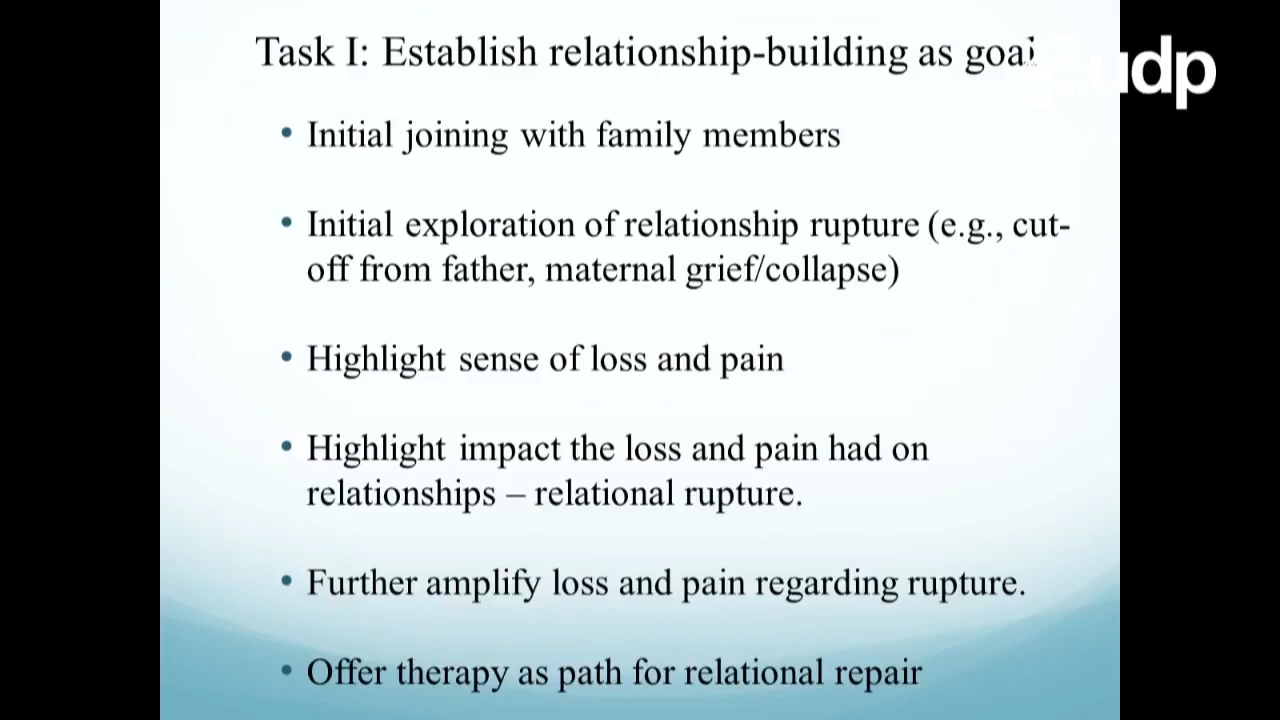 Task I: Establish relationship-building as goal
udp
• Initial joining with family members
• Initial exploration of relationship rupture (e.g., cut-
off from father, maternal grief/collapse)
• Highlight sense of loss and pain
• Highlight impact the loss and pain had on
relationships – relational rupture.
• Further amplify loss and pain regarding rupture.
• Offer therapy as path for relational repair